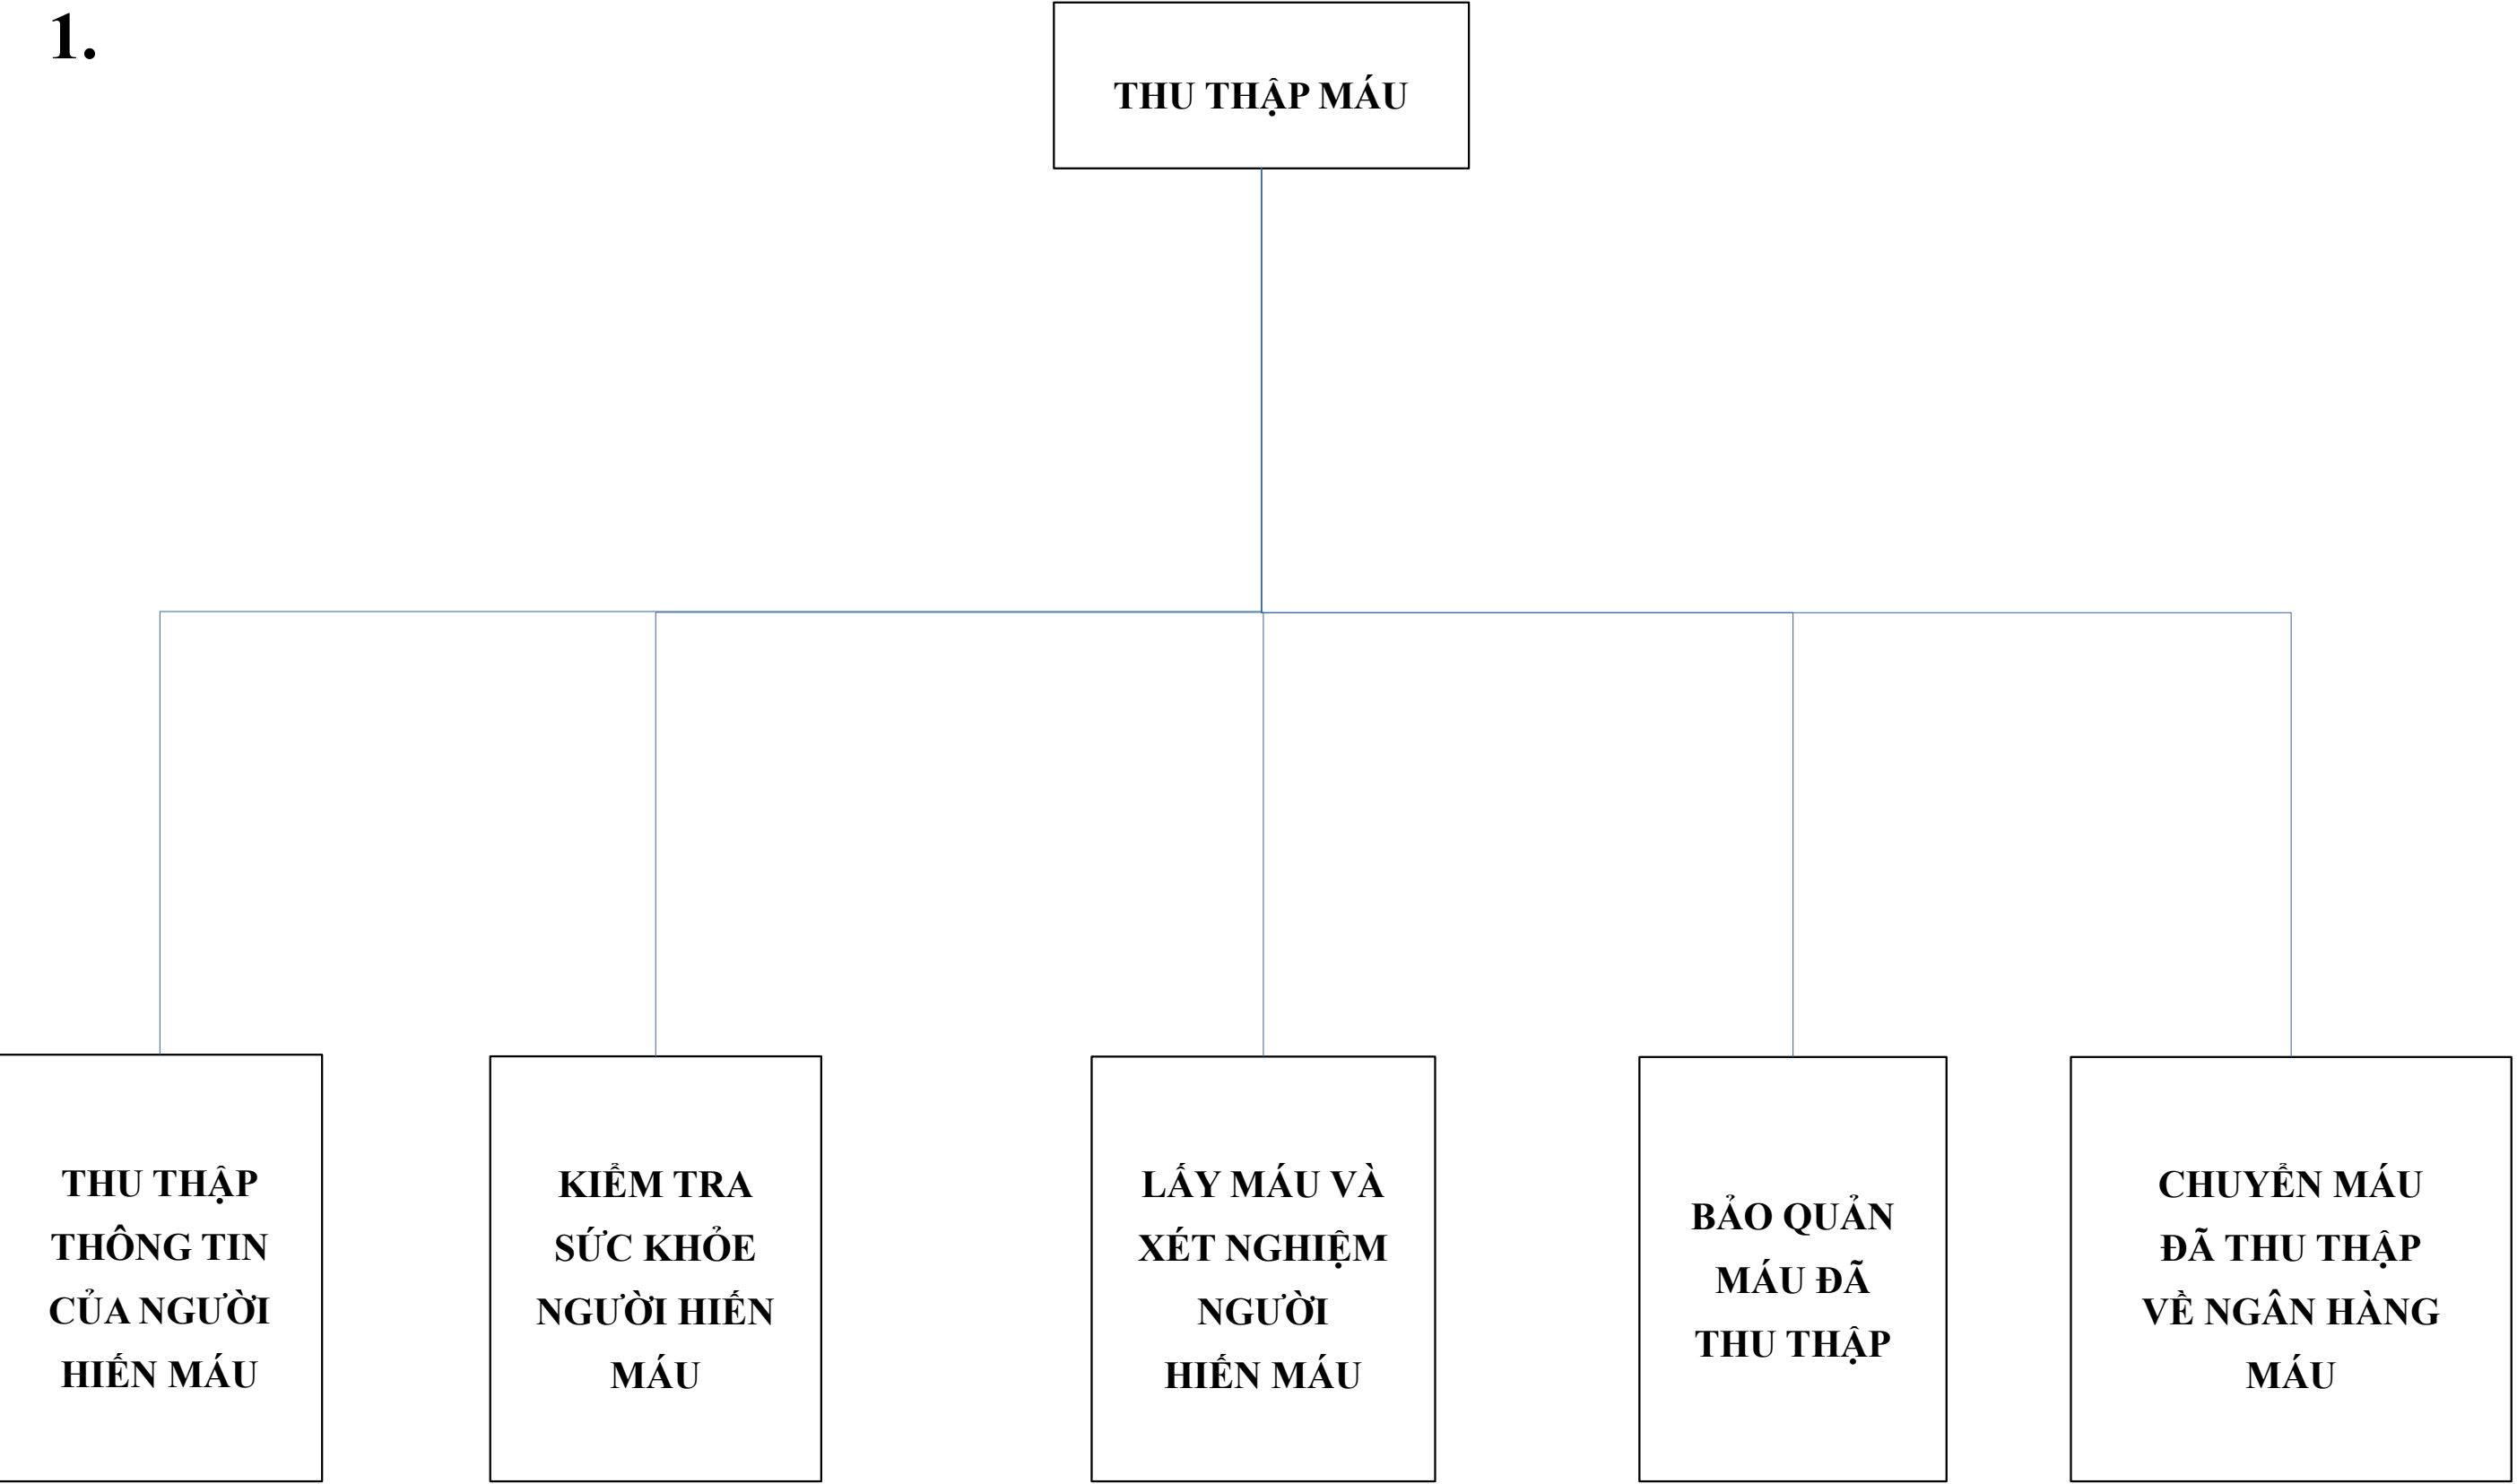 1.
THU THẬP MÁU
THU THẬP
THÔNG TIN
CỦA NGƯỜI
HIẾN MÁU
KIỂM TRA
SỨC KHỎE
NGƯỜI HIẾN
MÁU
LẤY MÁU VÀ
XÉT NGHIỆM
NGƯỜI
HIẾN MÁU
BẢO QUẢN
MÁU ĐÃ
THU THẬP
CHUYỂN MÁU
ĐÃ THU THẬP
VỀ NGÂN HÀNG
MÁU